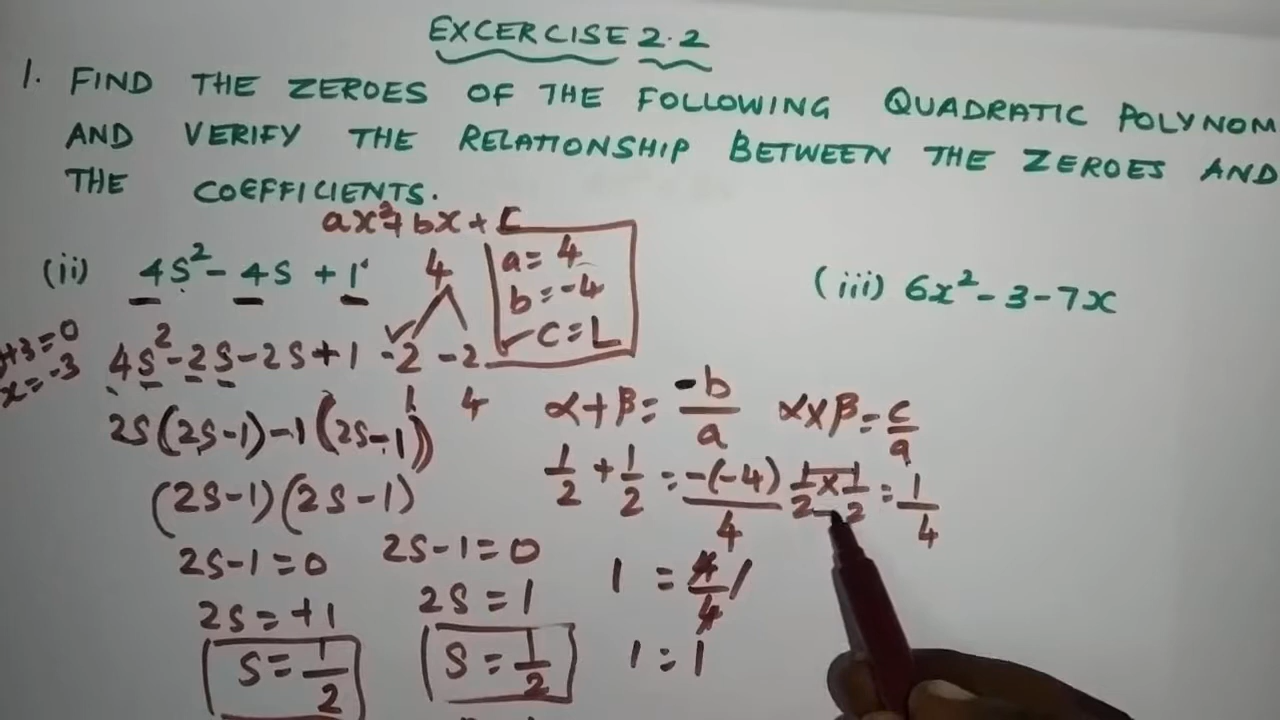 EXCERCISE 2.2
1. FIND THE ZEROES OF THE FOLLOWING QUADRATIC POLYNOM
AND VERIFY THE RELATIONSHIP BETWEEN THE ZEROES AND
THE COEFFICIENTS.
ax²+bx+c
(ii) 4S²-4S+1
4
a=4
b=-4
C=L
(iii) 6x²-3-7x
+3=0
x=-3
4S²-2S-2S+1
-2 -2
1 4
2S(2S-1)-1(2S-1)
(2S-1)(2S-1)
2S-1=0 2S-1=0
2S=+1 2S=1
S=1/2 S=1/2
α+β=-b/a α×β=c/a
1/2+1/2=-(-4)/4 1/2×1/2=1/4
1=4/4 1
1=1